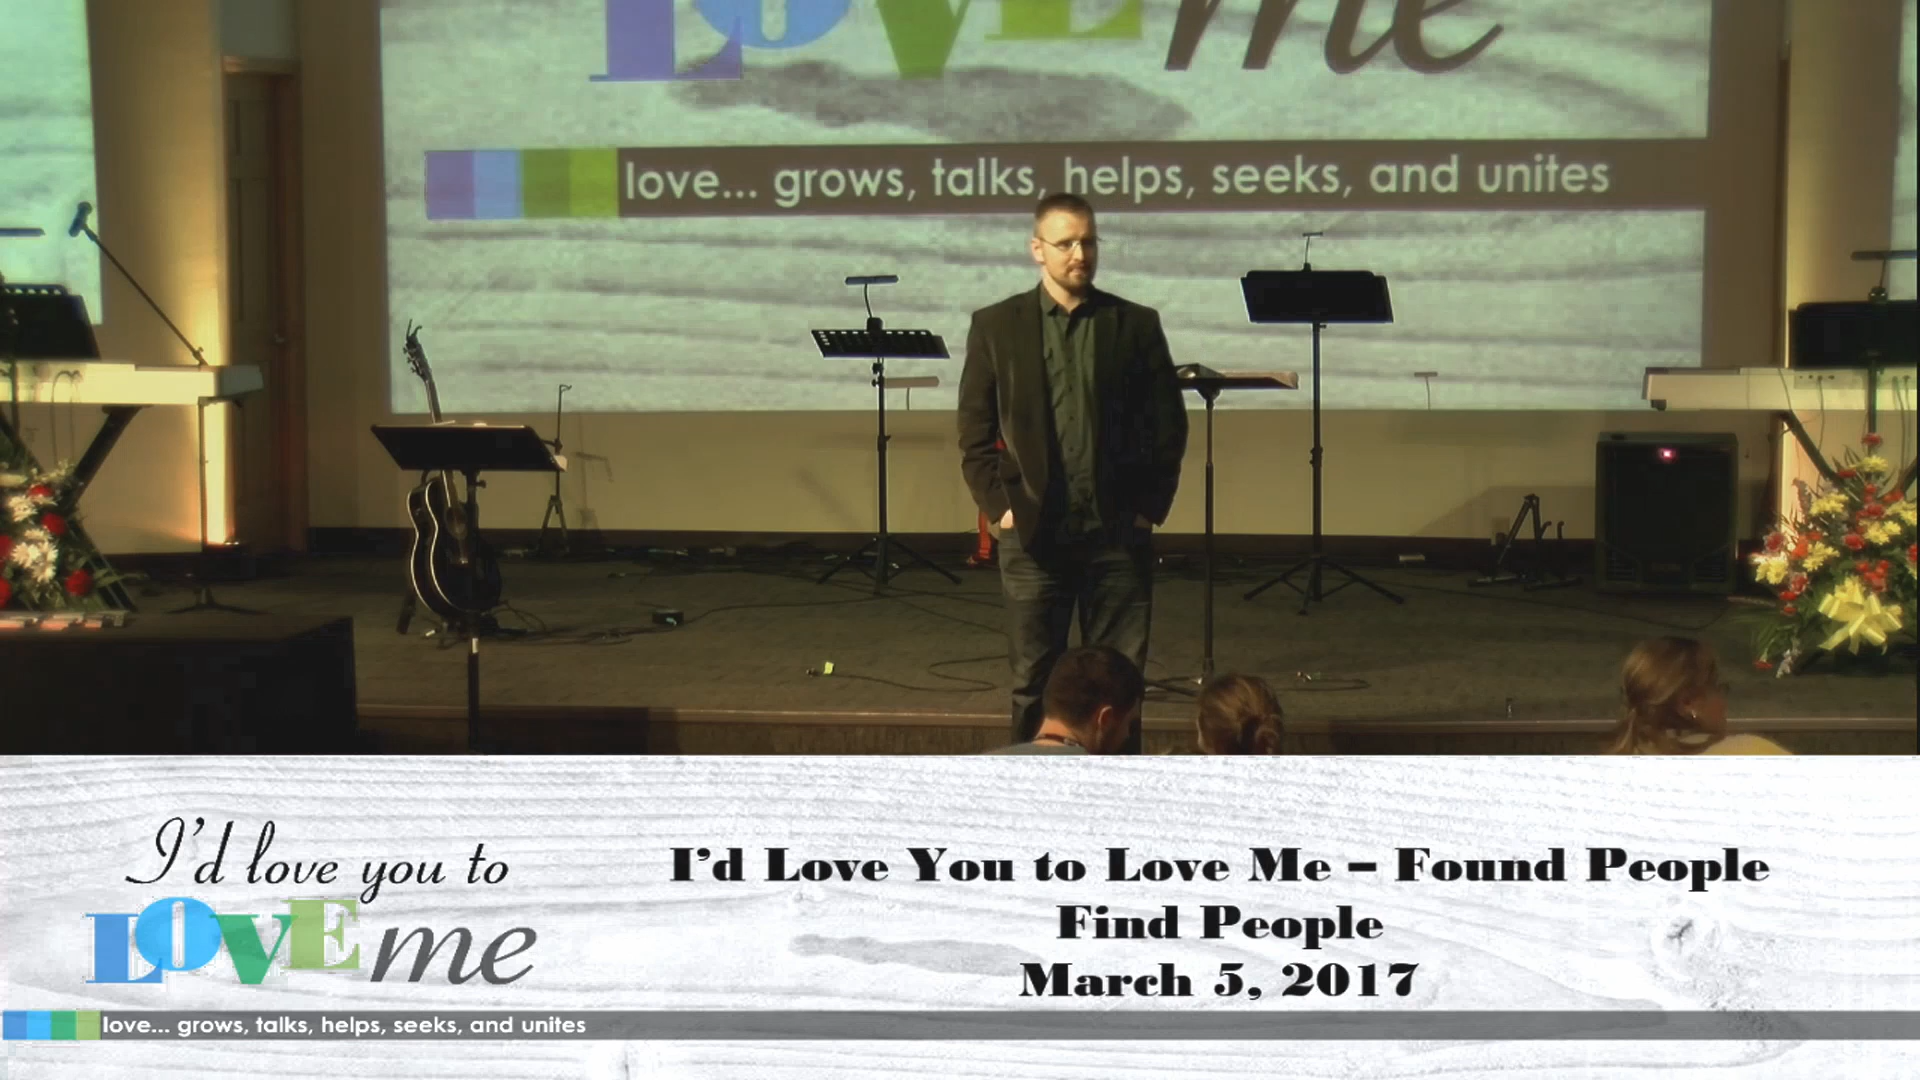 LOVE me
love... grows, talks, helps, seeks, and unites
I'd love you to
LOVE me
love... grows, talks, helps, seeks, and unites
I'd Love You to Love Me – Found People
Find People
March 5, 2017